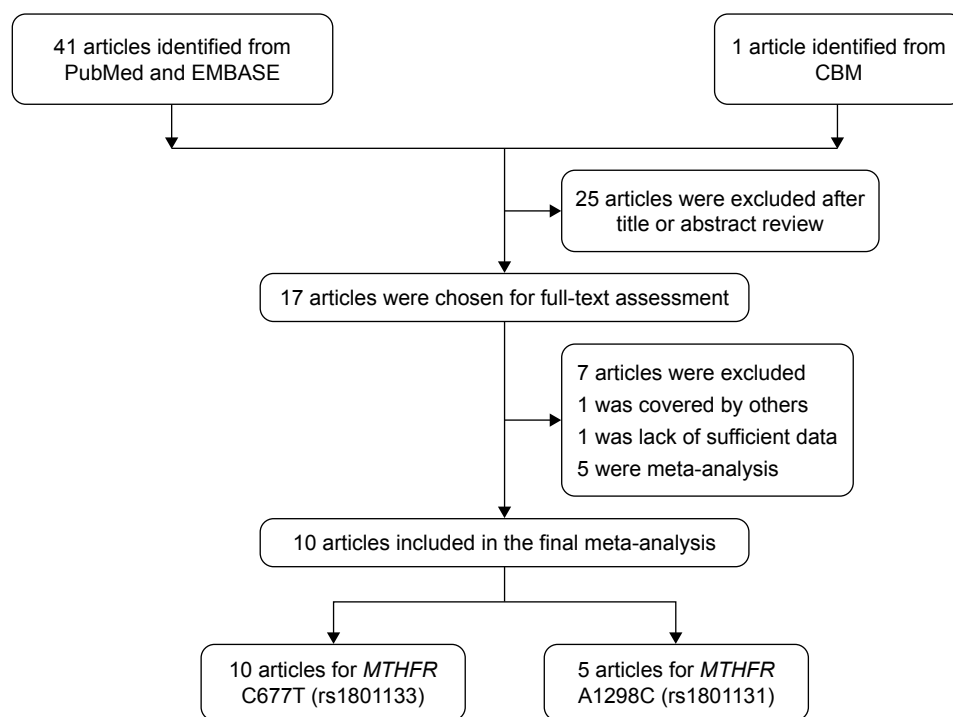 41 articles identified from
PubMed and EMBASE
1 article identified from
CBM
25 articles were excluded after
title or abstract review
17 articles were chosen for full-text assessment
7 articles were excluded
1 was covered by others
1 was lack of sufficient data
5 were meta-analysis
10 articles included in the final meta-analysis
10 articles for MTHFR
C677T (rs1801133)
5 articles for MTHFR
A1298C (rs1801131)